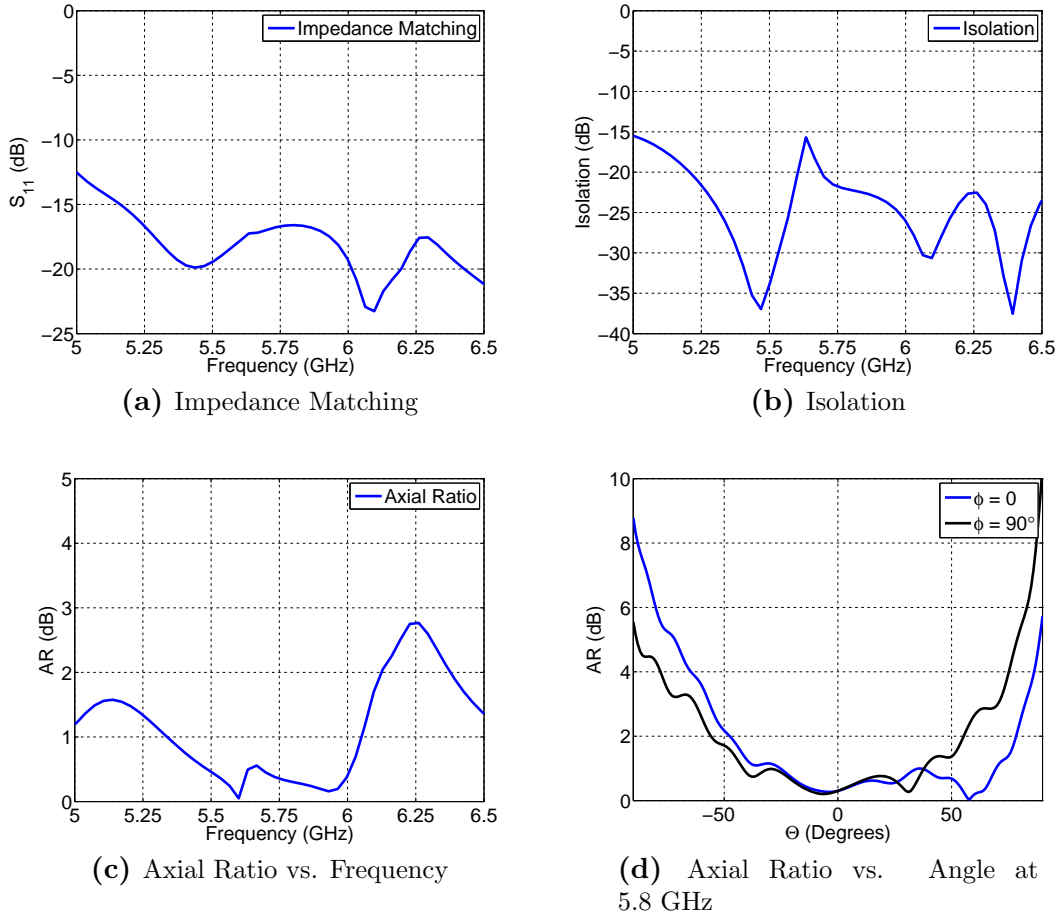 Impedance Matching
0
−5
−10
−15
−20
−25
S11 (dB)
5 5.25 5.5 5.75 6 6.25 6.5
Frequency (GHz)
(a) Impedance Matching
Isolation
0
−5
−10
−15
−20
−25
−30
−35
−40
Isolation (dB)
5 5.25 5.5 5.75 6 6.25 6.5
Frequency (GHz)
(b) Isolation
Axial Ratio
5
4
3
2
1
0
AR (dB)
5 5.25 5.5 5.75 6 6.25 6.5
Frequency (GHz)
(c) Axial Ratio vs. Frequency
ϕ = 0
ϕ = 90°
10
8
6
4
2
0
AR (dB)
−50 0 50
Θ (Degrees)
(d) Axial Ratio vs. Angle at
5.8 GHz